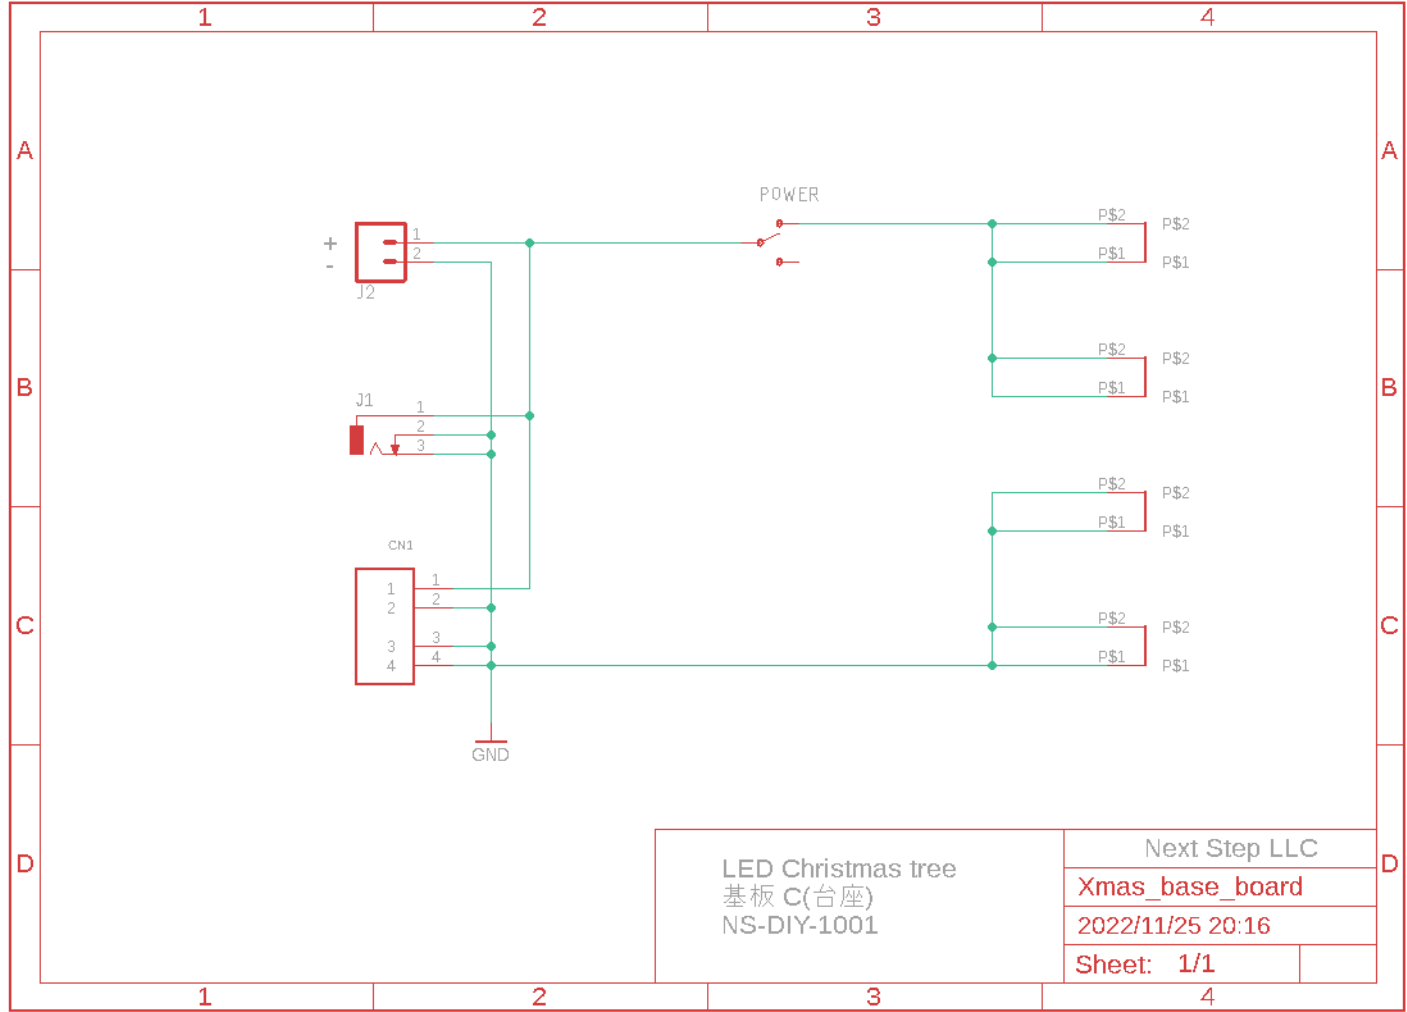 1 2 3 4
A A
POWER
P$2 P$2
+ 1
P$1 P$1
- 2
J2
P$2 P$2
B B
P$1 P$1
J1 1
2
3
P$2 P$2
P$1 P$1
CN1
1 1
2 2
C C
P$2 P$2
3 3
P$1 P$1
4 4
GND
D D
LED Christmas tree
基板 C(台座)
NS-DIY-1001
Next Step LLC
Xmas_base_board
2022/11/25 20:16
Sheet: 1/1
1 2 3 4